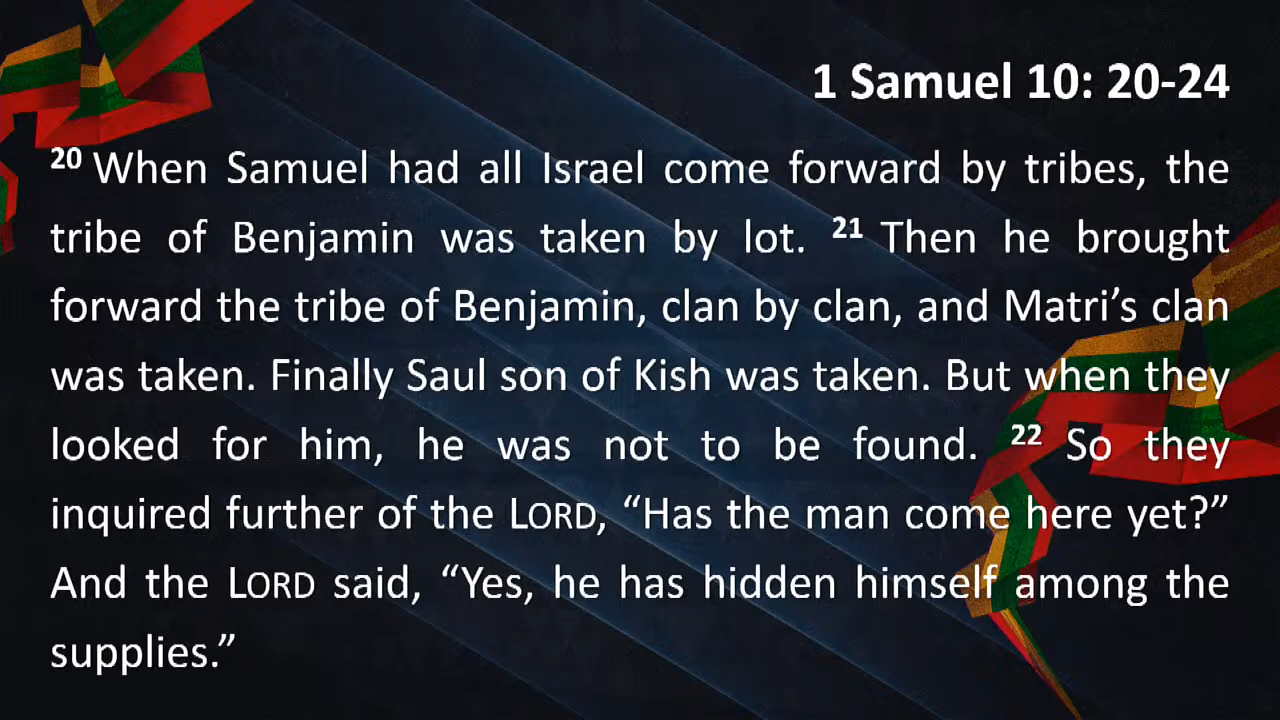 1 Samuel 10: 20-24
20 When Samuel had all Israel come forward by tribes, the
tribe of Benjamin was taken by lot. 21 Then he brought
forward the tribe of Benjamin, clan by clan, and Matri’s clan
was taken. Finally Saul son of Kish was taken. But when they
looked for him, he was not to be found. 22 So they
inquired further of the LORD, “Has the man come here yet?”
And the LORD said, “Yes, he has hidden himself among the
supplies.”